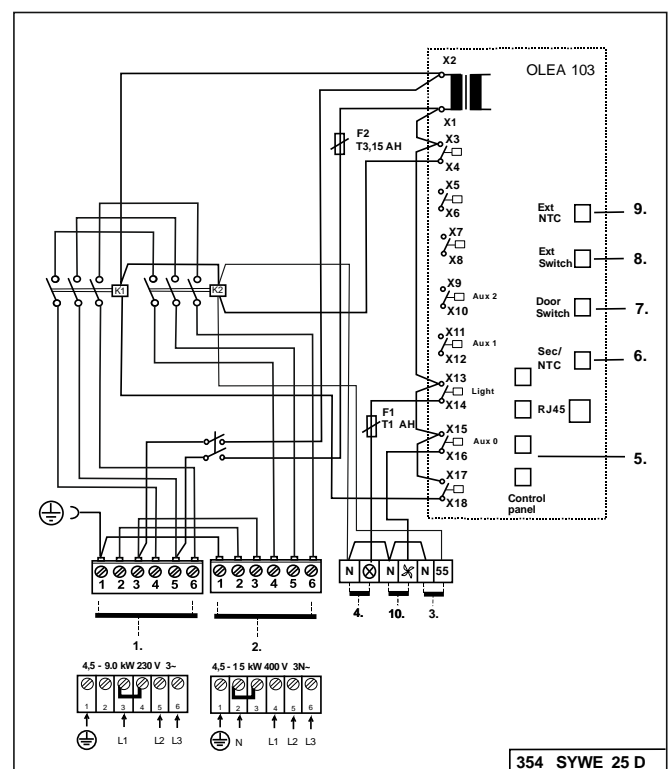 X2
OLEA 103
X1
F2
T3,15 AH
X3
X4
X5
X6
Ext
NTC
9.
X7
X8
Ext
Switch
8.
K1
K2
X9
Aux 2
X10
Door
Switch
7.
X11
Aux 1
X12
Sec/
NTC
6.
X13
Light
X14
F1
T1 AH
RJ45
X15
Aux 0
X16
5.
X17
X18
Control
panel
1 2 3 4 5 6
1 2 3 4 5 6
N N N 55
4. 10. 3.
1. 2.
4,5 - 9.0 kW 230 V 3~
4,5 - 15 kW 400 V 3N~
1 2 3 4 5 6
1 2 3 4 5 6
L1 L2 L3
N L1 L2 L3
354 SYWE 25 D